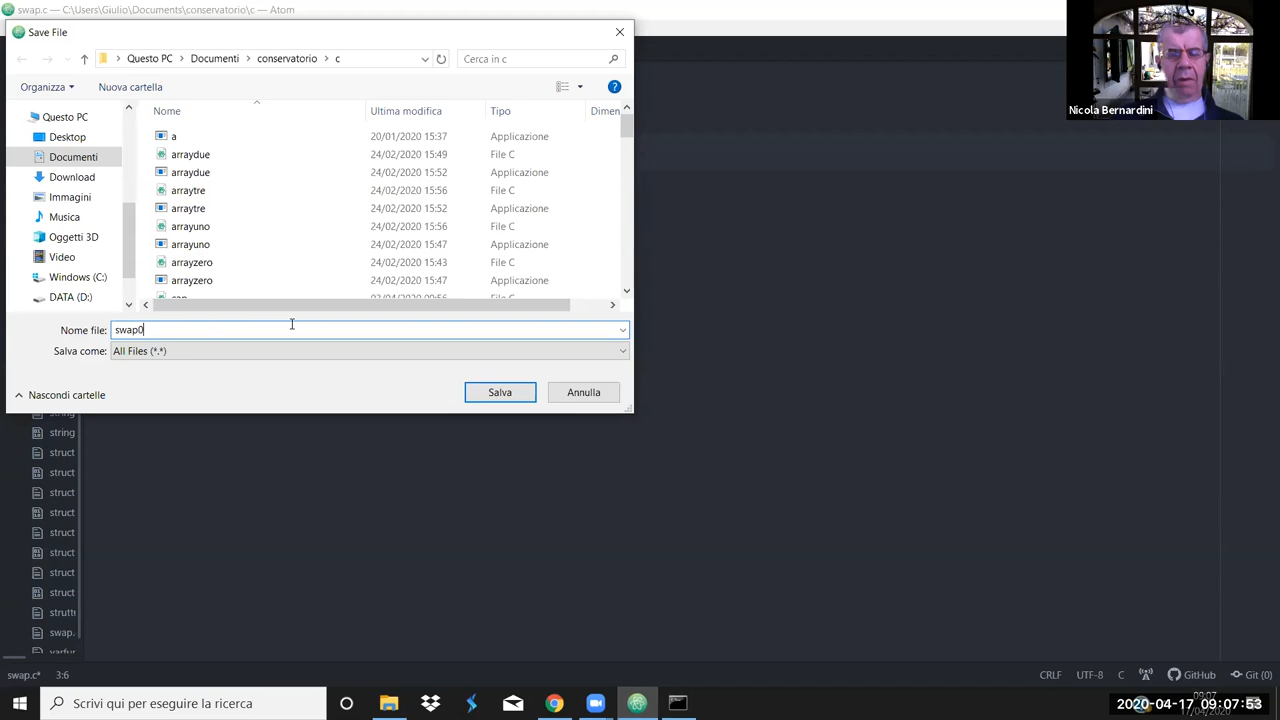 swap.c — C:\Users\Giulio\Documents\conservatorio\c — Atom
Save File
Questo PC > Documenti > conservatorio > c
Cerca in c
Organizza
Nuova cartella
Nome Ultima modifica Tipo Dimen
Questo PC
Desktop
Documenti
Download
Immagini
Musica
Oggetti 3D
Video
Windows (C:)
DATA (D:)
a 20/01/2020 15:37 Applicazione
arraydue 24/02/2020 15:49 File C
arraydue 24/02/2020 15:52 Applicazione
arraytre 24/02/2020 15:56 File C
arraytre 24/02/2020 15:52 Applicazione
arrayuno 24/02/2020 15:56 File C
arrayuno 24/02/2020 15:47 Applicazione
arrayzero 24/02/2020 15:43 File C
arrayzero 24/02/2020 15:47 Applicazione
Nome file: swap0
Salva come: All Files (*.*)
Nascondi cartelle
Salva
Annulla
Nicola Bernardini
string
string
struct
struct
struct
struct
struct
struct
struct
struct
strutt
swap.
swap.c* 3:6
CRLF UTF-8 C GitHub Git (0)
Scrivi qui per eseguire la ricerca
09:07
17/04/2020
2020-04-17 09:07:53